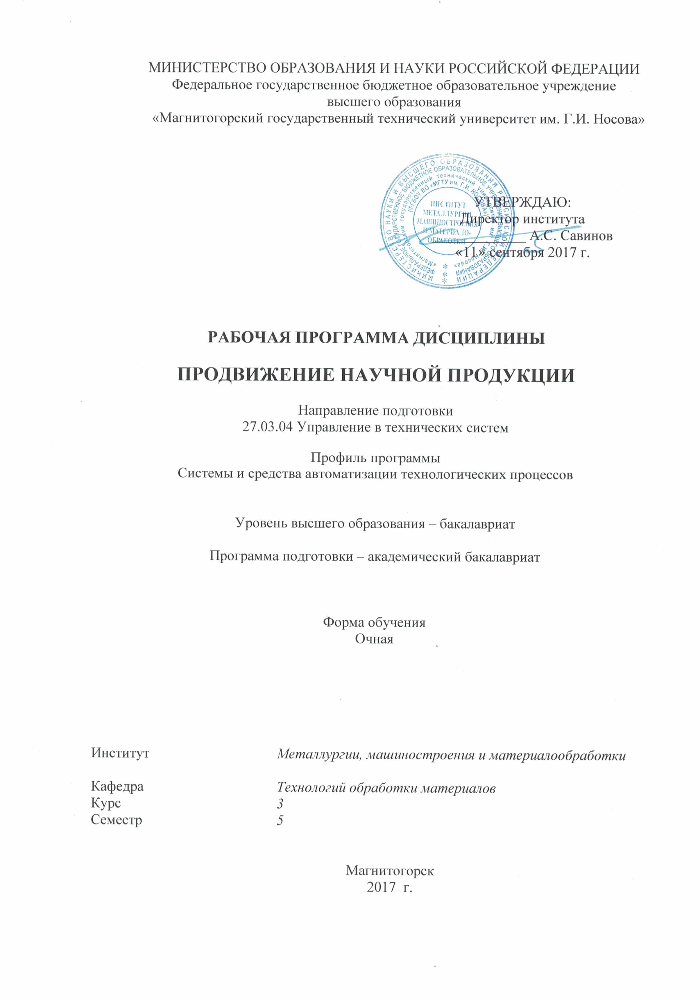 МИНИСТЕРСТВО ОБРАЗОВАНИЯ И НАУКИ РОССИЙСКОЙ ФЕДЕРАЦИИ
Федеральное государственное бюджетное образовательное учреждение
высшего образования
«Магнитогорский государственный технический университет им. Г.И. Носова»
МИНИСТЕРСТВО НАУКИ И ВЫСШЕГО ОБРАЗОВАНИЯ РОССИЙСКОЙ ФЕДЕРАЦИИ
ФЕДЕРАЛЬНОЕ ГОСУДАРСТВЕННОЕ БЮДЖЕТНОЕ ОБРАЗОВАТЕЛЬНОЕ УЧРЕЖДЕНИЕ ВЫСШЕГО ОБРАЗОВАНИЯ
«Магнитогорский государственный технический университет им. Г.И. Носова»
(ФГБОУ ВО «МГТУ им. Г.И. НОСОВА»)
ИНСТИТУТ
МЕТАЛЛУРГИИ,
МАШИНОСТРОЕНИЯ
И МАТЕРИАЛО-
ОБРАБОТКИ
УТВЕРЖДАЮ:
Директор института
_____________ А.С. Савинов
«11» сентября 2017 г.
РАБОЧАЯ ПРОГРАММА ДИСЦИПЛИНЫ
ПРОДВИЖЕНИЕ НАУЧНОЙ ПРОДУКЦИИ
Направление подготовки
27.03.04 Управление в технических систем
Профиль программы
Системы и средства автоматизации технологических процессов
Уровень высшего образования – бакалавриат
Программа подготовки – академический бакалавриат
Форма обучения
Очная
Институт Металлургии, машиностроения и материалообработки
Кафедра Технологий обработки материалов
Курс 3
Семестр 5
Магнитогорск
2017 г.